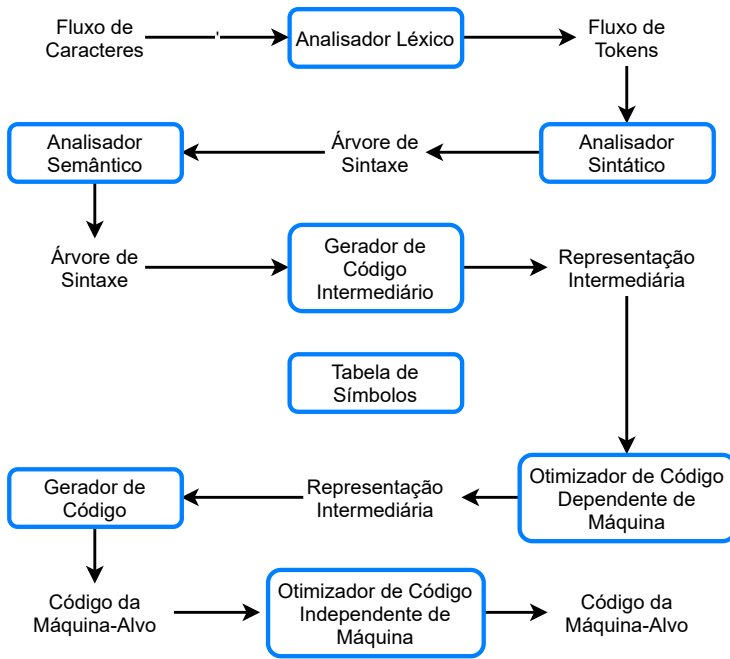 Fluxo de
Caracteres
Analisador Léxico
Fluxo de
Tokens
Analisador
Sintático
Árvore de
Sintaxe
Analisador
Semântico
Árvore de
Sintaxe
Gerador de
Código
Intermediário
Representação
Intermediária
Tabela de
Símbolos
Otimizador de Código
Dependente de
Máquina
Representação
Intermediária
Gerador de
Código
Código da
Máquina-Alvo
Otimizador de Código
Independente de
Máquina
Código da
Máquina-Alvo